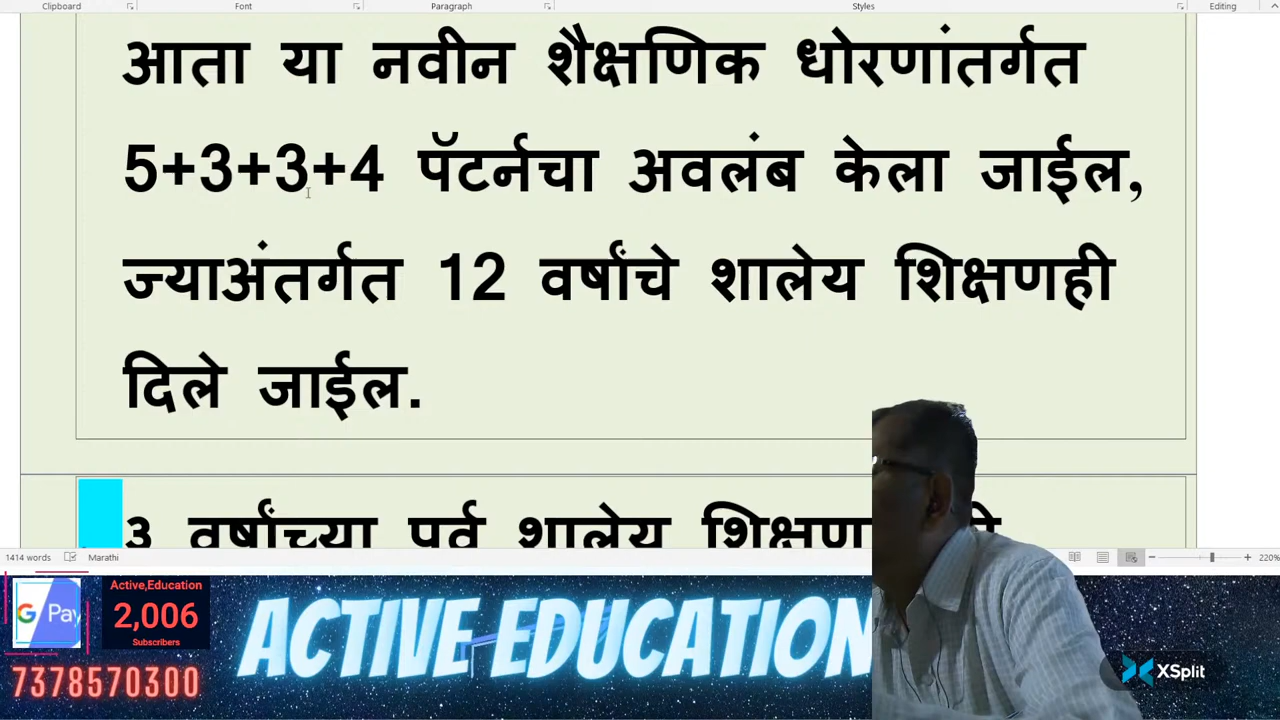 Clipboard
Font
Paragraph
Styles
Editing
आता या नवीन शैक्षणिक धोरणांतर्गत
5+3+3+4 पॅटर्नचा अवलंब केला जाईल,
ज्याअंतर्गत 12 वर्षांचे शालेय शिक्षणही
दिले जाईल.
3 वर्षांच्या पूर्व शालेय
1414 words
Marathi
220%
G Pay
Active,Education
2,006
Subscribers
7378570300
ACTIVE EDUCATION
XSplit